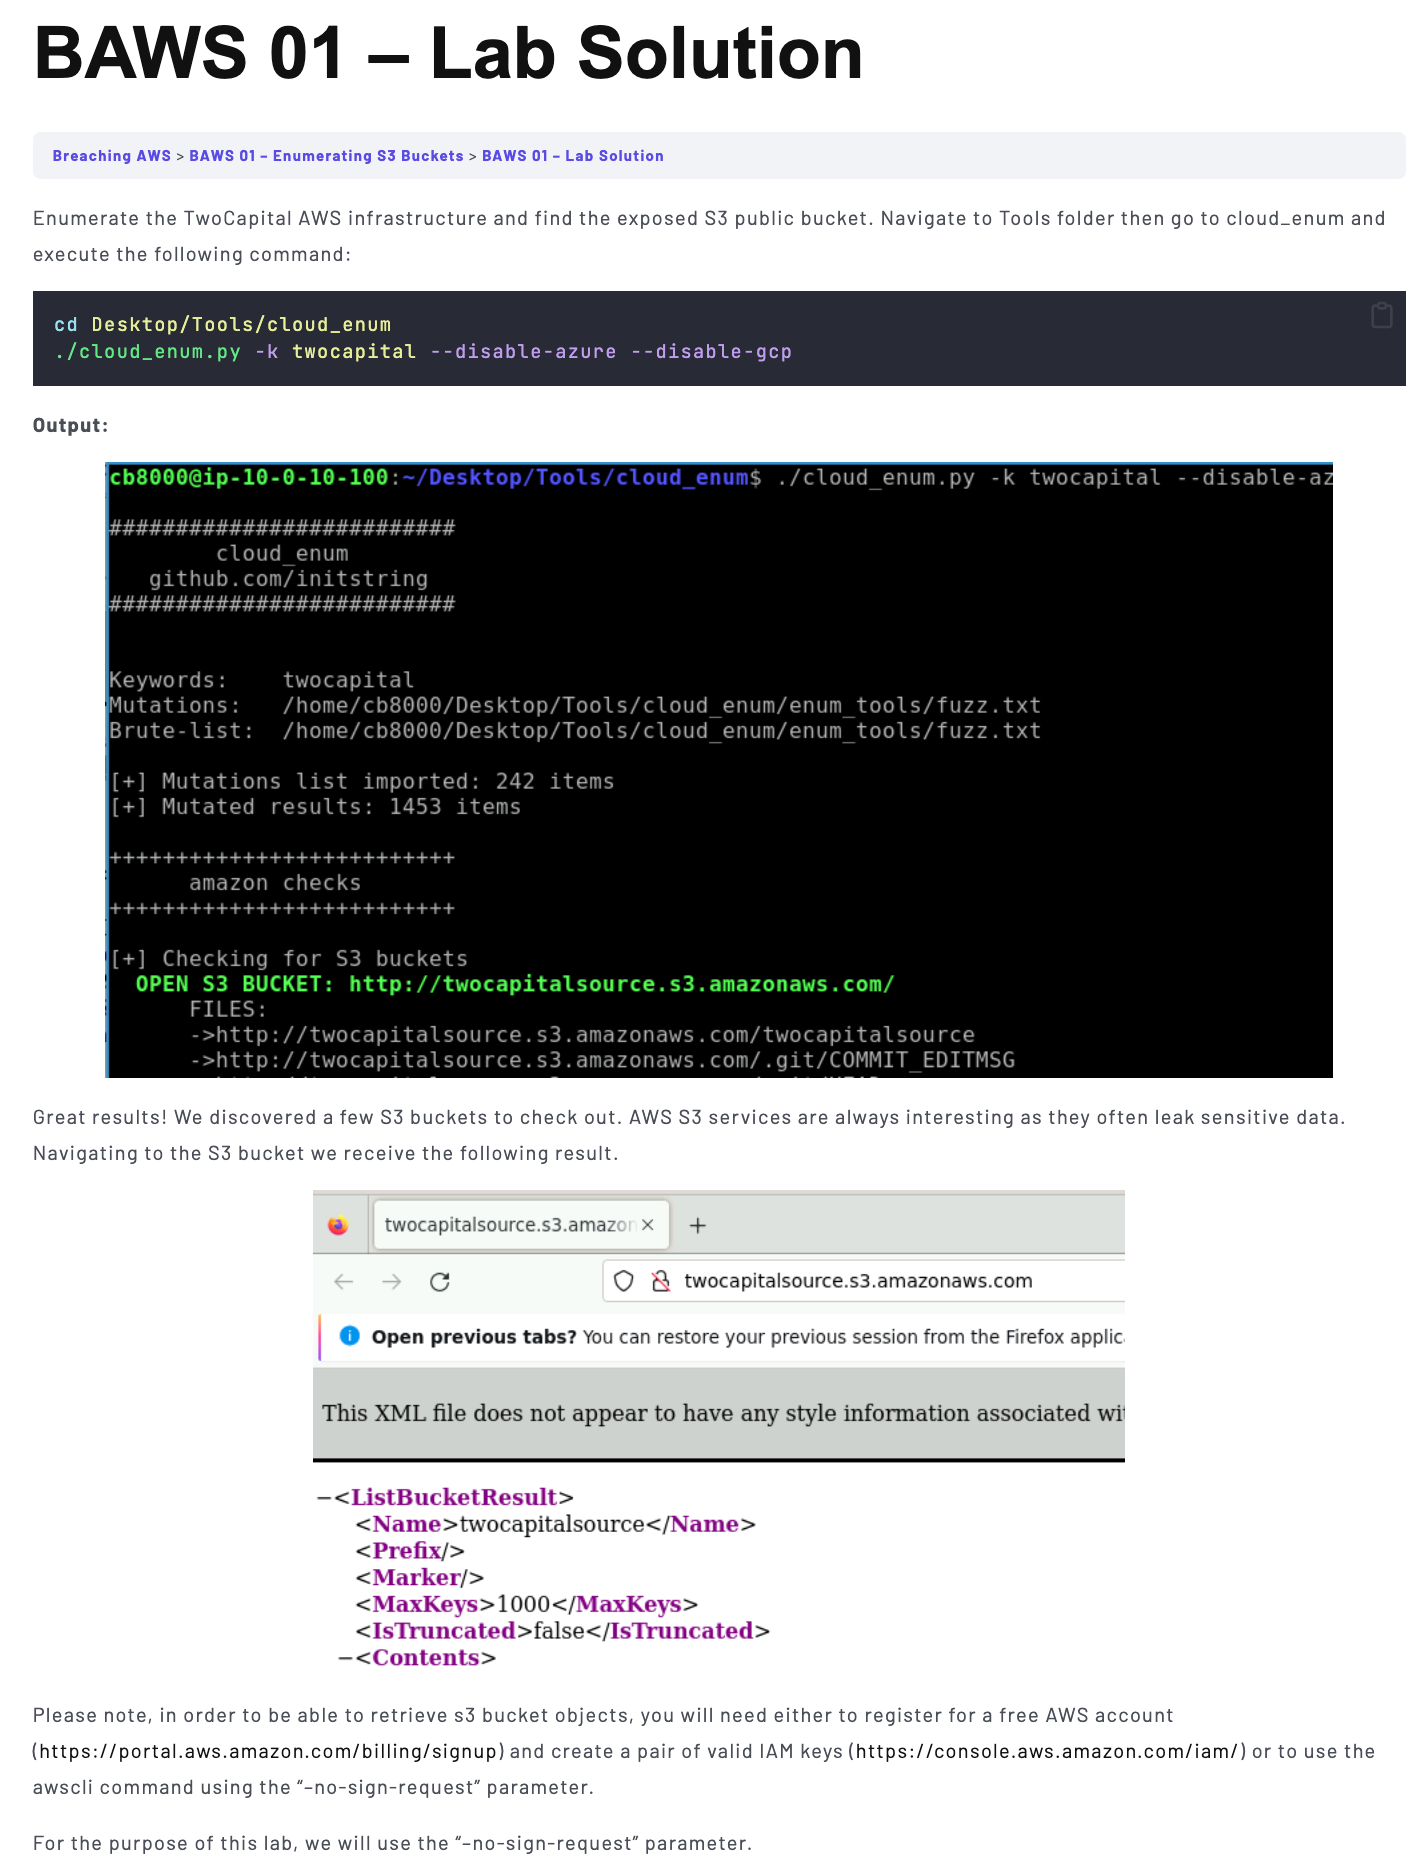 BAWS 01 – Lab Solution
Breaching AWS > BAWS 01 – Enumerating S3 Buckets > BAWS 01 – Lab Solution
Enumerate the TwoCapital AWS infrastructure and find the exposed S3 public bucket. Navigate to Tools folder then go to cloud_enum and
execute the following command:
cd Desktop/Tools/cloud_enum
./cloud_enum.py -k twocapital --disable-azure --disable-gcp
Output:
cb8000@ip-10-0-10-100:~/Desktop/Tools/cloud_enum$ ./cloud_enum.py -k twocapital --disable-az
##########################
cloud_enum
github.com/initstring
##########################
Keywords: twocapital
Mutations: /home/cb8000/Desktop/Tools/cloud_enum/enum_tools/fuzz.txt
Brute-list: /home/cb8000/Desktop/Tools/cloud_enum/enum_tools/fuzz.txt
[+] Mutations list imported: 242 items
[+] Mutated results: 1453 items
++++++++++++++++++++++++++
amazon checks
++++++++++++++++++++++++++
[+] Checking for S3 buckets
OPEN S3 BUCKET: http://twocapitalsource.s3.amazonaws.com/
FILES:
->http://twocapitalsource.s3.amazonaws.com/twocapitalsource
->http://twocapitalsource.s3.amazonaws.com/.git/COMMIT_EDITMSG
Great results! We discovered a few S3 buckets to check out. AWS S3 services are always interesting as they often leak sensitive data.
Navigating to the S3 bucket we receive the following result.
twocapitalsource.s3.amazon
twocapitalsource.s3.amazonaws.com
Open previous tabs? You can restore your previous session from the Firefox applic
This XML file does not appear to have any style information associated wit
−<ListBucketResult>
<Name>twocapitalsource</Name>
<Prefix/>
<Marker/>
<MaxKeys>1000</MaxKeys>
<IsTruncated>false</IsTruncated>
−<Contents>
Please note, in order to be able to retrieve s3 bucket objects, you will need either to register for a free AWS account
(https://portal.aws.amazon.com/billing/signup) and create a pair of valid IAM keys (https://console.aws.amazon.com/iam/) or to use the
awscli command using the “–no-sign-request” parameter.
For the purpose of this lab, we will use the “–no-sign-request” parameter.